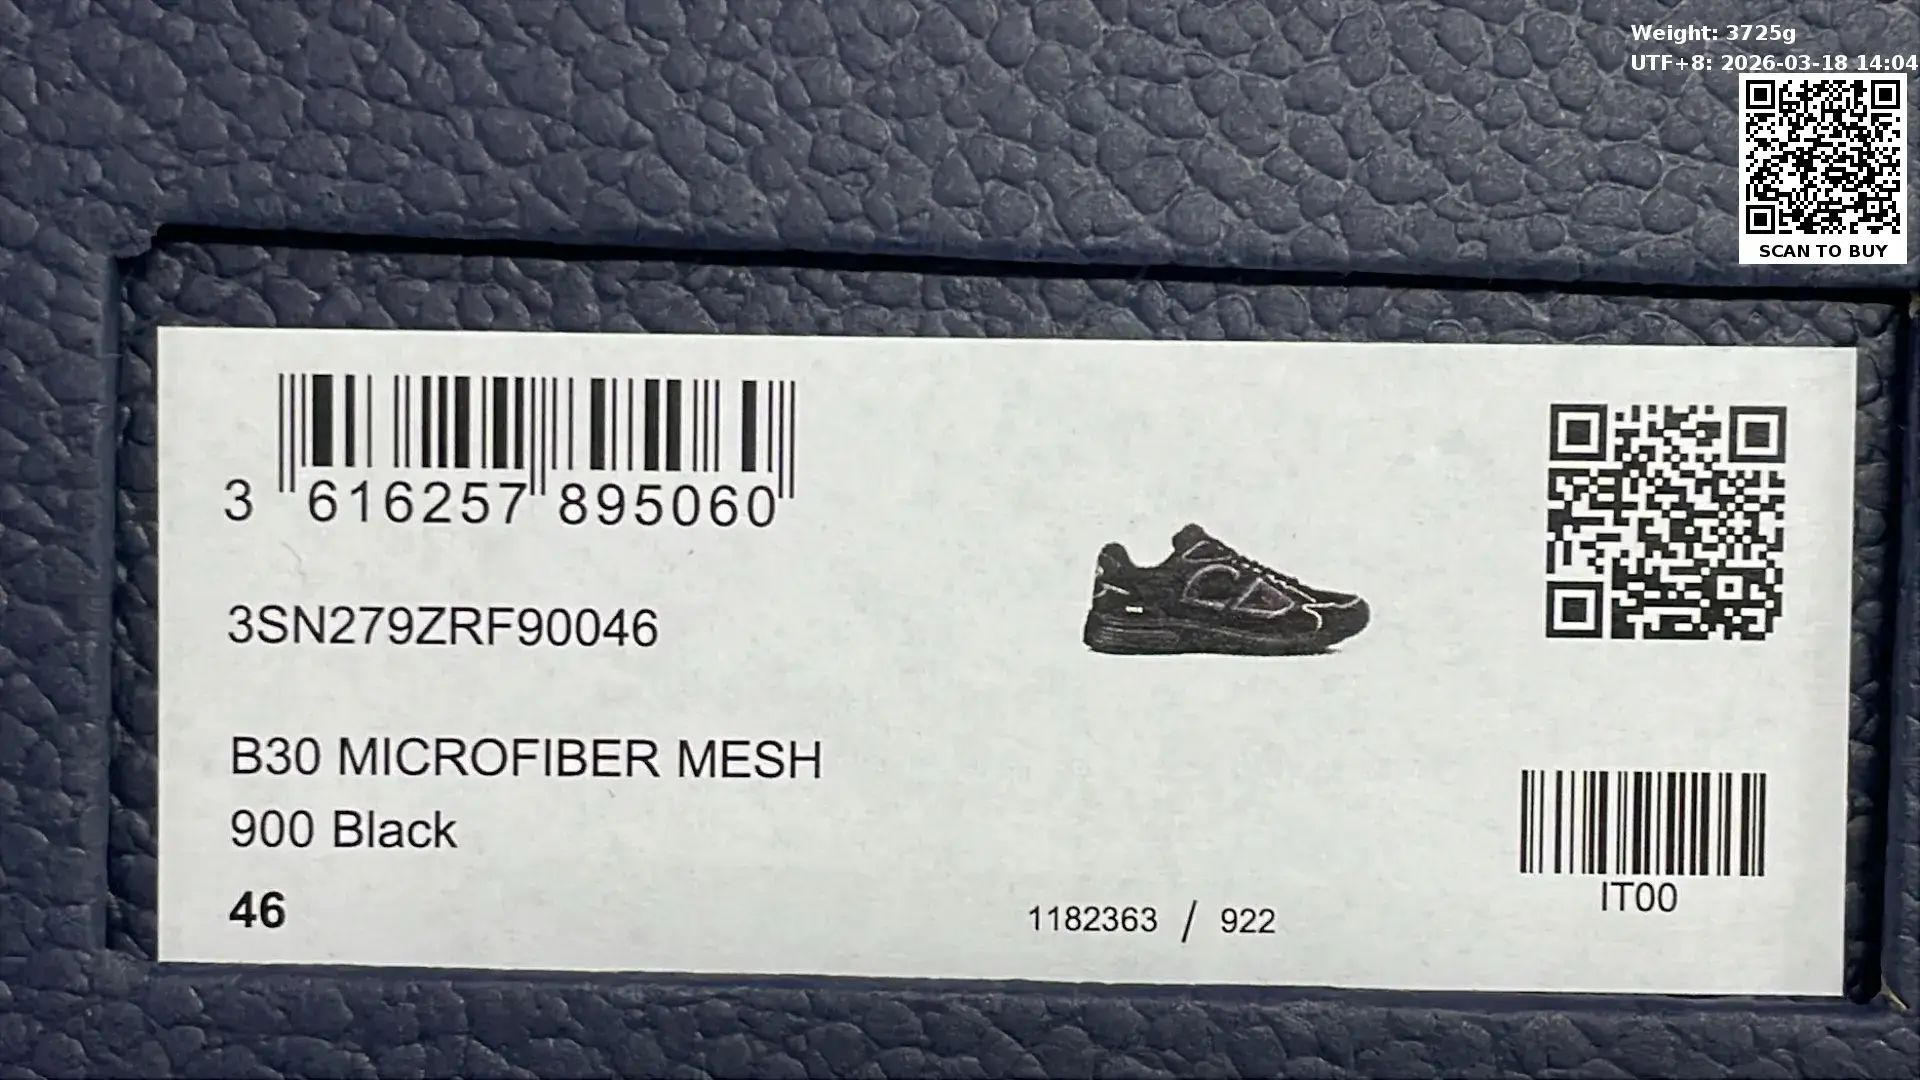 Weight: 3725g
UTF+8: 2026-03-18 14:04
SCAN TO BUY
3 616257 895060
3SN279ZRF90046
B30 MICROFIBER MESH
900 Black
46
1182363 / 922
IT00